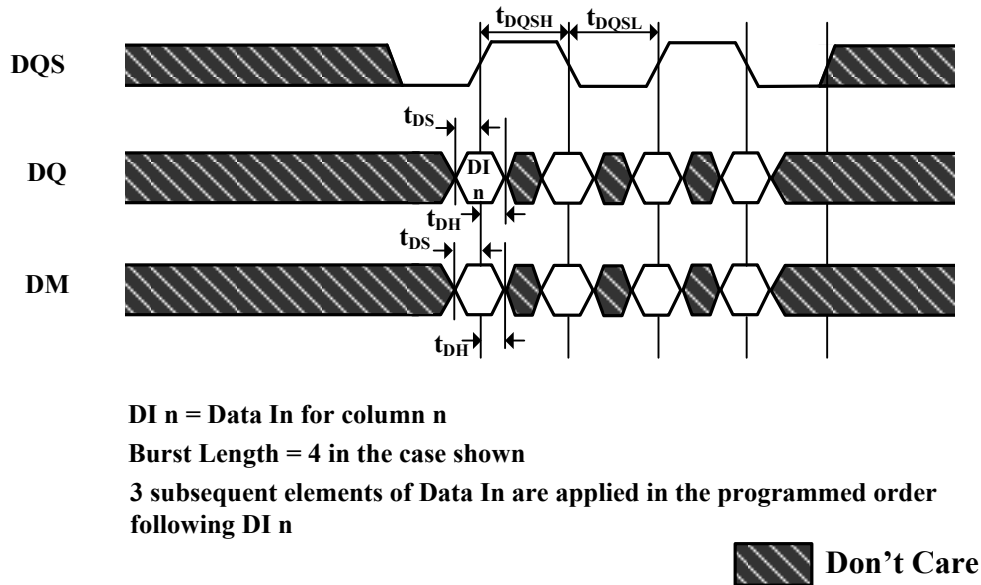 tDQSH tDQSL
DQS
tDS
DQ
DI
n
tDH
tDS
DM
tDH
DI n = Data In for column n
Burst Length = 4 in the case shown
3 subsequent elements of Data In are applied in the programmed order
following DI n
Don't Care